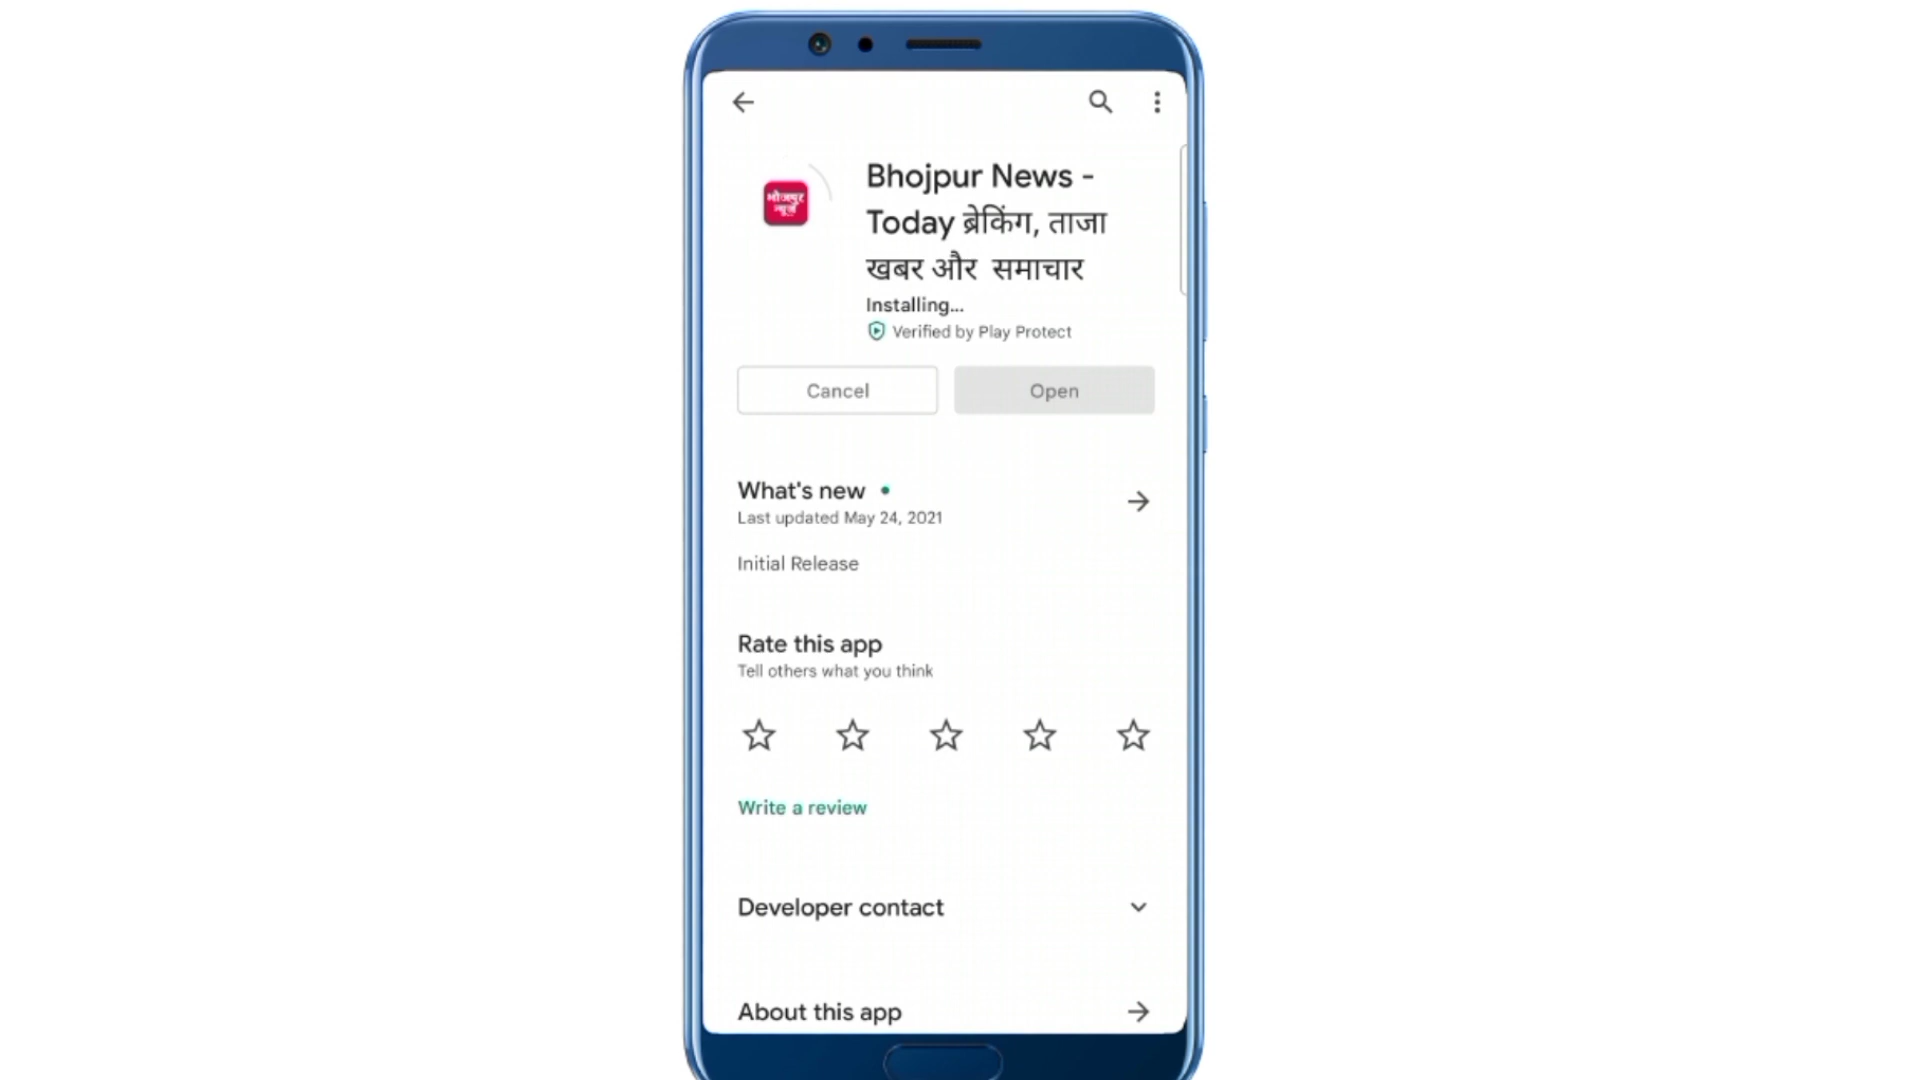 भोजपुर
न्यूज़..
Bhojpur News -
Today ब्रेकिंग, ताजा
खबर और समाचार
Installing...
Verified by Play Protect
Cancel
Open
What's new
Last updated May 24, 2021
Initial Release
Rate this app
Tell others what you think
Write a review
Developer contact
About this app